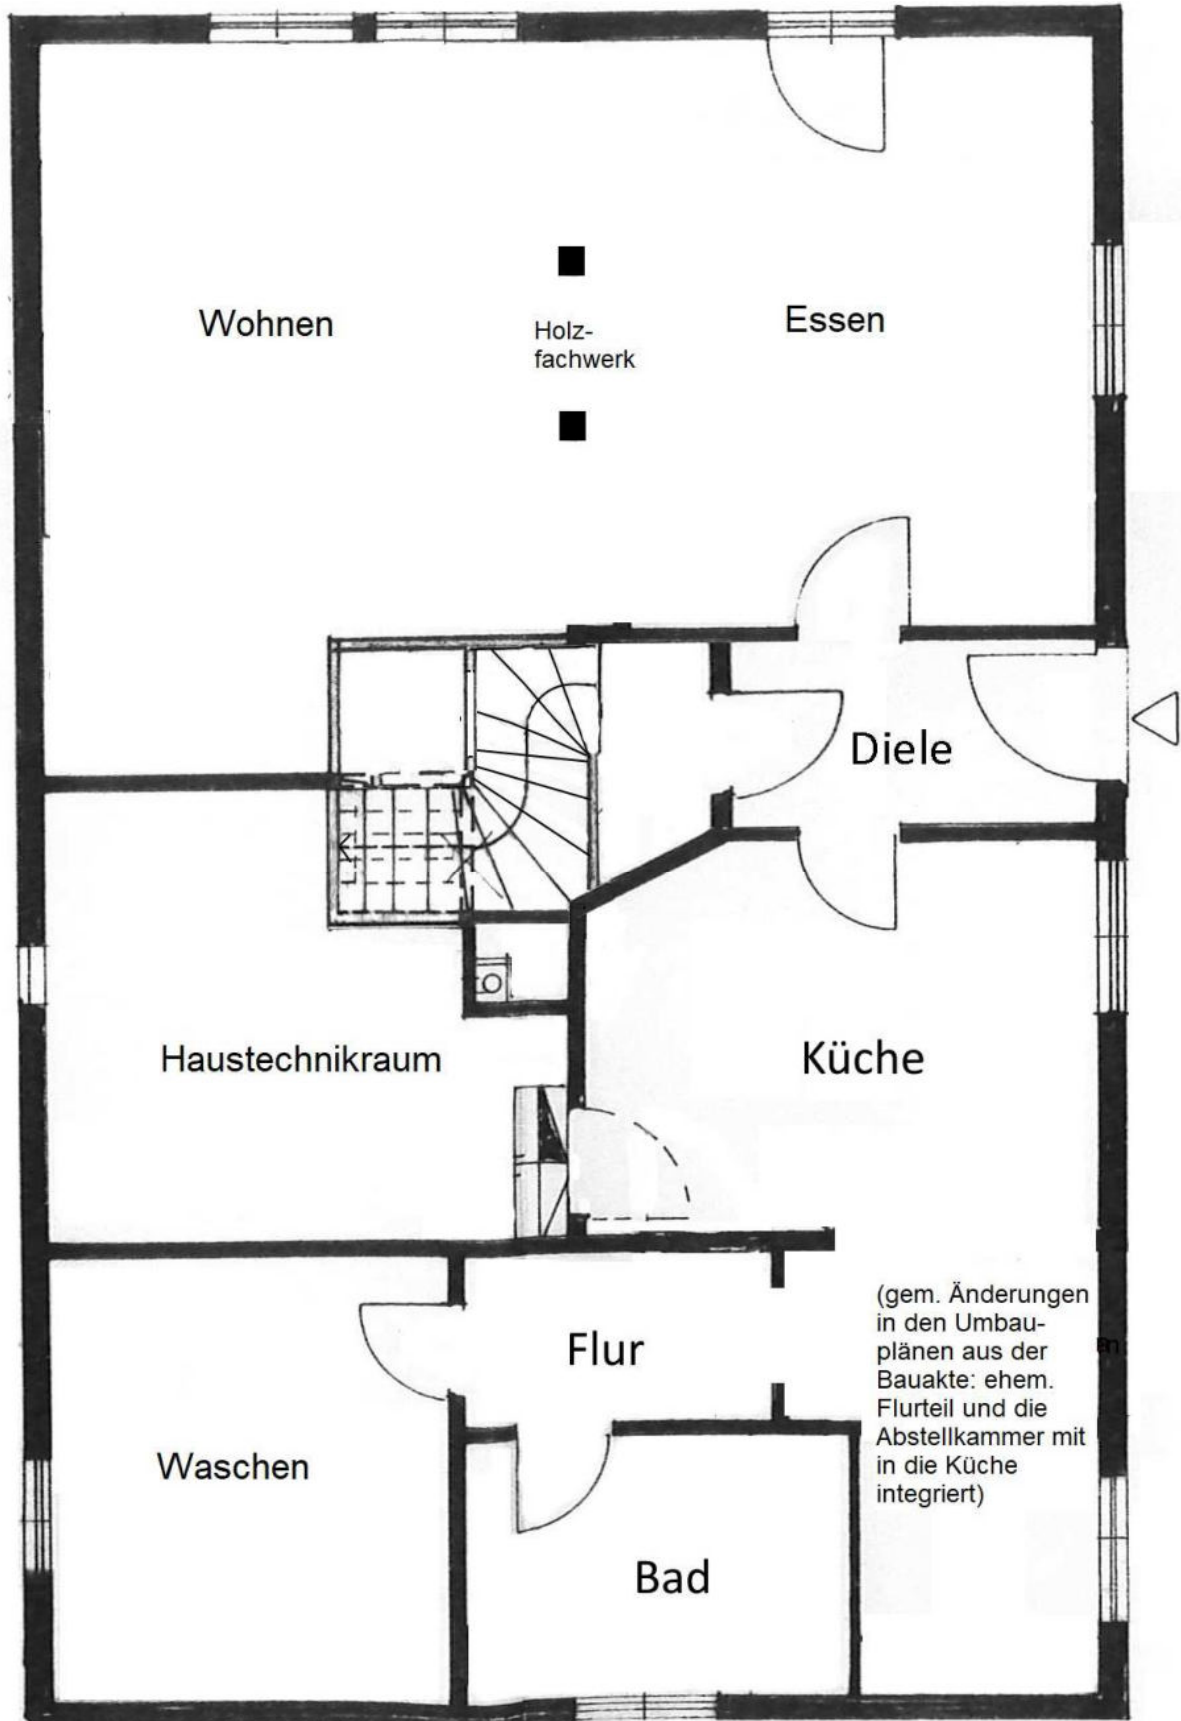 Wohnen
Holz-
fachwerk
Essen
Diele
Haustechnikraum
Küche
(gem. Änderungen
in den Umbau-
plänen aus der
Bauakte: ehem.
Flurteil und die
Abstellkammer mit
in die Küche
integriert)
Flur
Waschen
Bad